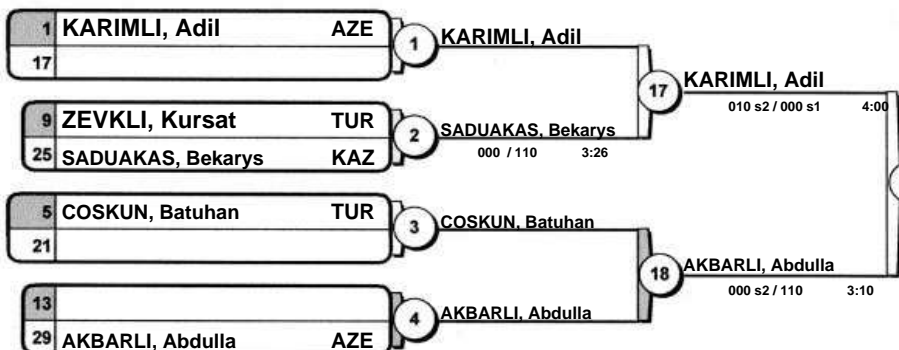 1 KARIMLI, Adil AZE
17
1
KARIMLI, Adil
9 ZEVKLI, Kursat TUR
25 SADUAKAS, Bekarys KAZ
2
SADUAKAS, Bekarys
000 / 110 3:26
17
KARIMLI, Adil
010 s2 / 000 s1 4:00
5 COSKUN, Batuhan TUR
21
3
COSKUN, Batuhan
13
29 AKBARLI, Abdulla AZE
4
AKBARLI, Abdulla
18
AKBARLI, Abdulla
000 s2 / 110 3:10